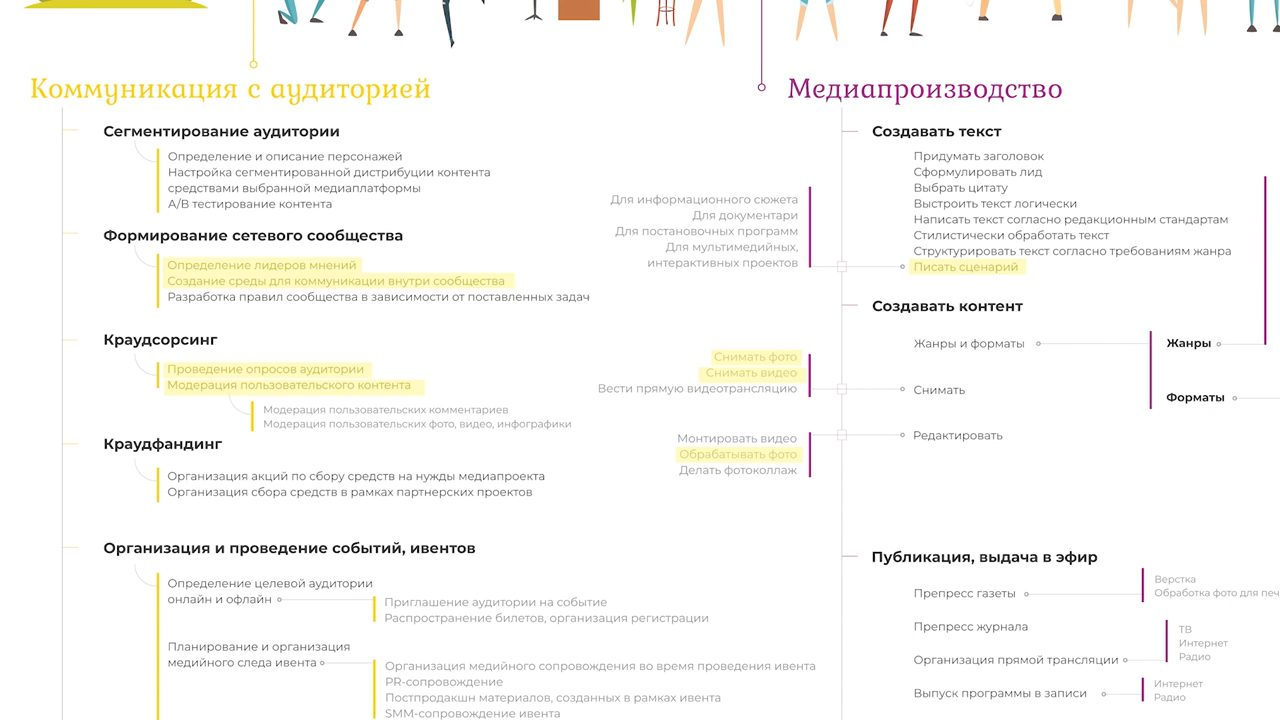 Коммуникация с аудиторией
Сегментирование аудитории
Определение и описание персонажей
Настройка сегментированной дистрибуции контента
средствами выбранной медиаплатформы
A/B тестирование контента
Формирование сетевого сообщества
Определение лидеров мнений
Создание среды для коммуникации внутри сообщества
Разработка правил сообщества в зависимости от поставленных задач
Краудсорсинг
Проведение опросов аудитории
Модерация пользовательского контента
Модерация пользовательских комментариев
Модерация пользовательских фото, видео, инфографики
Краудфандинг
Организация акций по сбору средств на нужды медиапроекта
Организация сбора средств в рамках партнерских проектов
Организация и проведение событий, ивентов
Определение целевой аудитории
онлайн и офлайн
Приглашение аудитории на событие
Распространение билетов, организация регистрации
Планирование и организация
медийного следа ивента
Организация медийного сопровождения во время проведения ивента
PR-сопровождение
Постпродакшн материалов, созданных в рамках ивента
SMM-сопровождение ивента
Медиапроизводство
Создавать текст
Придумать заголовок
Сформулировать лид
Выбрать цитату
Выстроить текст логически
Написать текст согласно редакционным стандартам
Стилистически обработать текст
Структурировать текст согласно требованиям жанра
Писать сценарий
Для информационного сюжета
Для документари
Для постановочных программ
Для мультимедийных,
интерактивных проектов
Создавать контент
Жанры и форматы
Жанры
Форматы
Снимать
Снимать фото
Снимать видео
Вести прямую видеотрансляцию
Редактировать
Монтировать видео
Обрабатывать фото
Делать фотоколлаж
Публикация, выдача в эфир
Препресс газеты
Верстка
Обработка фото для печ
Препресс журнала
Организация прямой трансляции
ТВ
Интернет
Радио
Выпуск программы в записи
Интернет
Радио